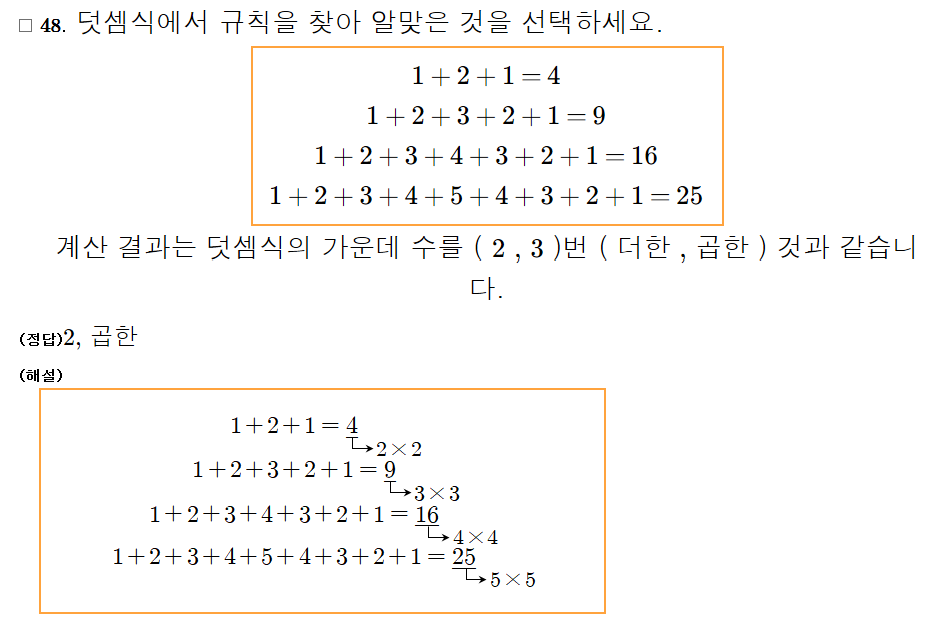 □ 48. 덧셈식에서 규칙을 찾아 알맞은 것을 선택하세요.
1+2+1=4
1+2+3+2+1=9
1+2+3+4+3+2+1=16
1+2+3+4+5+4+3+2+1=25
계산 결과는 덧셈식의 가운데 수를 ( 2 , 3 )번 ( 더한 , 곱한 ) 것과 같습니
다.
(정답)2, 곱한
(해설)
1+2+1=4
2×2
1+2+3+2+1=9
3×3
1+2+3+4+3+2+1=16
4×4
1+2+3+4+5+4+3+2+1=25
5×5